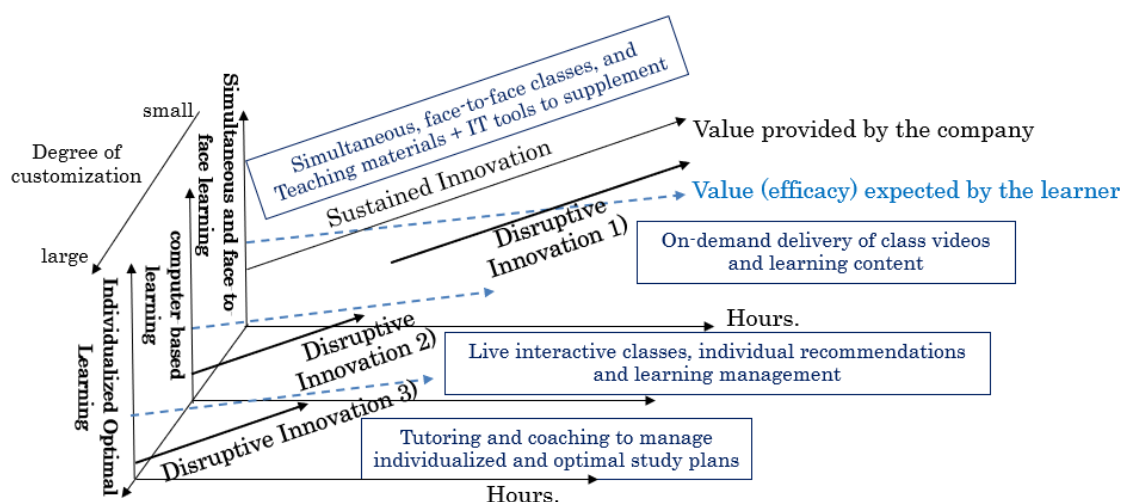 small
Degree of
customization
large
Simultaneous and face to
face learning
computer based
learning
Individualized Optimal
Learning
Simultaneous, face-to-face classes, and
Teaching materials + IT tools to supplement
Sustained Innovation
Value provided by the company
Value (efficacy) expected by the learner
Disruptive
Innovation 1)
On-demand delivery of class videos
and learning content
Hours.
Disruptive
Innovation 2)
Live interactive classes, individual recommendations
and learning management
Disruptive Innovation 3)
Tutoring and coaching to manage
individualized and optimal study plans
Hours.